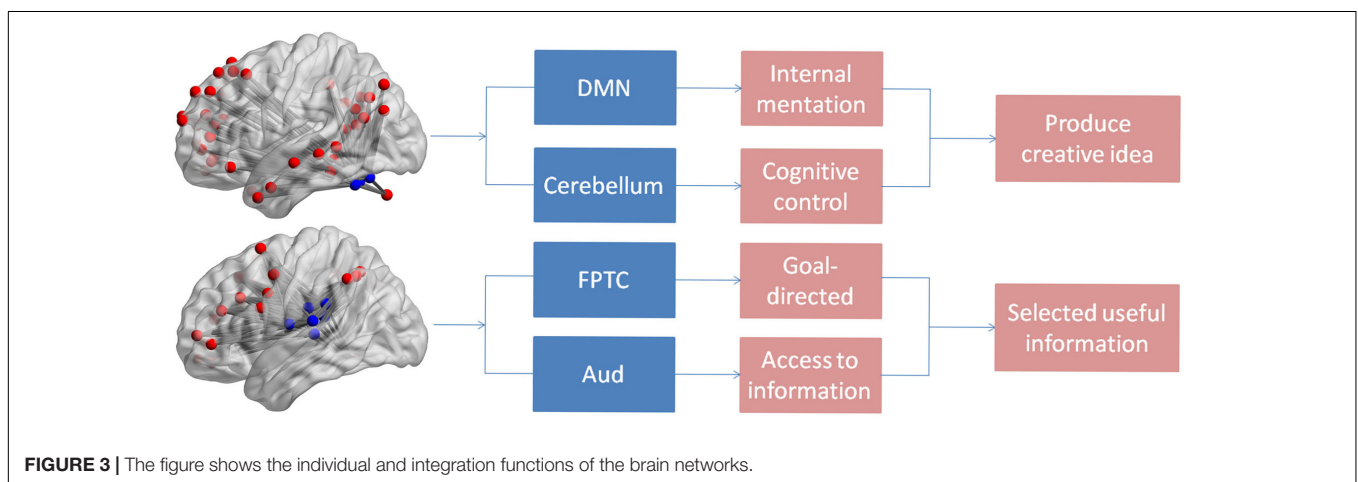 DMN
Internal
mentation
Produce
creative idea
Cerebellum
Cognitive
control
FPTC
Goal-
directed
Selected useful
information
Aud
Access to
information
FIGURE 3 | The figure shows the individual and integration functions of the brain networks.